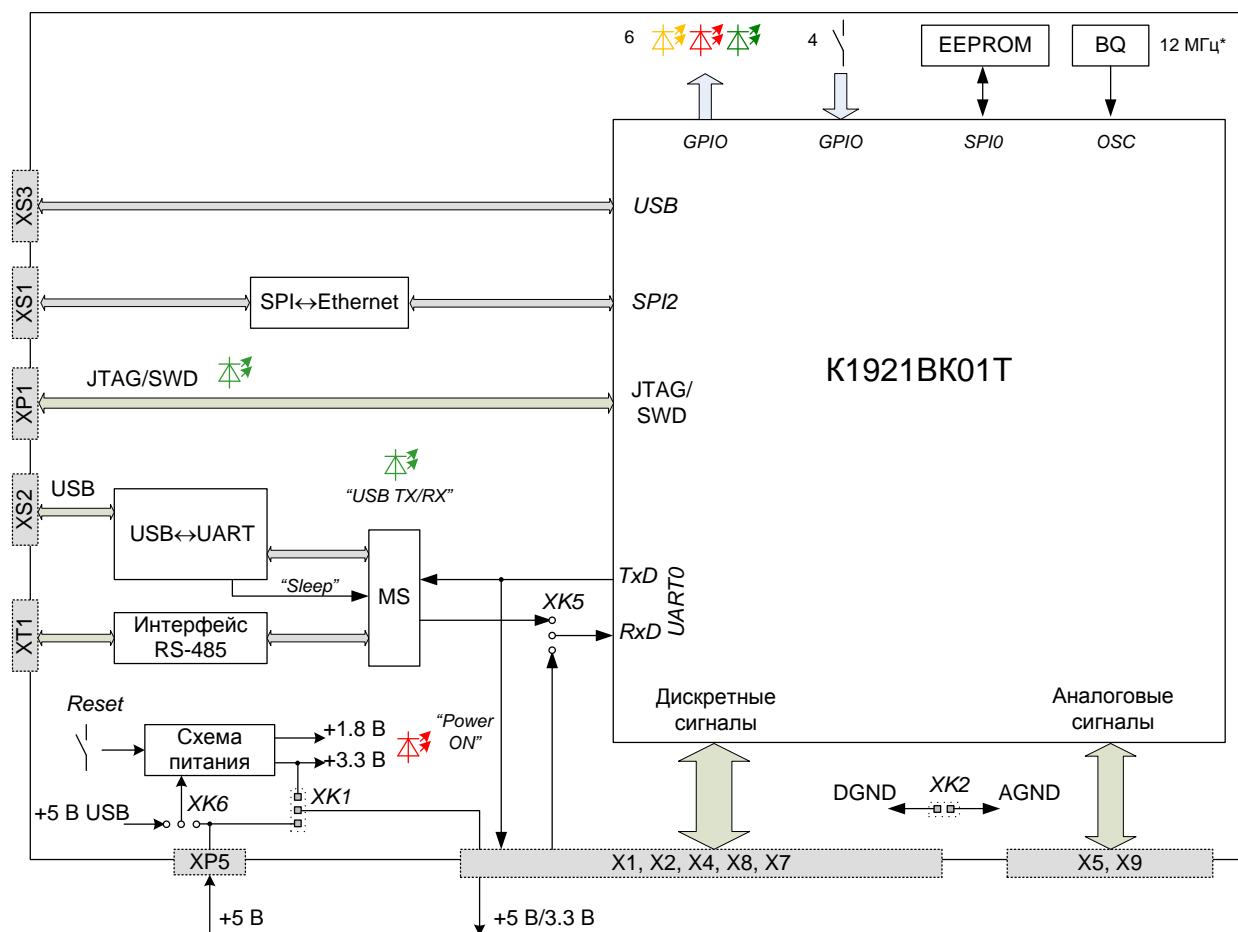 6
4
EEPROM
BQ
12 МГц*
GPIO
GPIO
SPI0
OSC
XS3
USB
XS1
SPI↔Ethernet
SPI2
К1921ВК01Т
JTAG/SWD
XP1
JTAG/
SWD
“USB TX/RX”
XS2
USB
USB↔UART
“Sleep”
MS
TxD
UART0
XK5
RxD
XT1
Интерфейс
RS-485
Дискретные
сигналы
Аналоговые
сигналы
Reset
Схема
питания
+1.8 В
+3.3 В
“Power
ON”
XK6
XK1
+5 В USB
DGND
XK2
AGND
XP5
X1, X2, X4, X8, X7
X5, X9
+5 В
+5 В/3.3 В